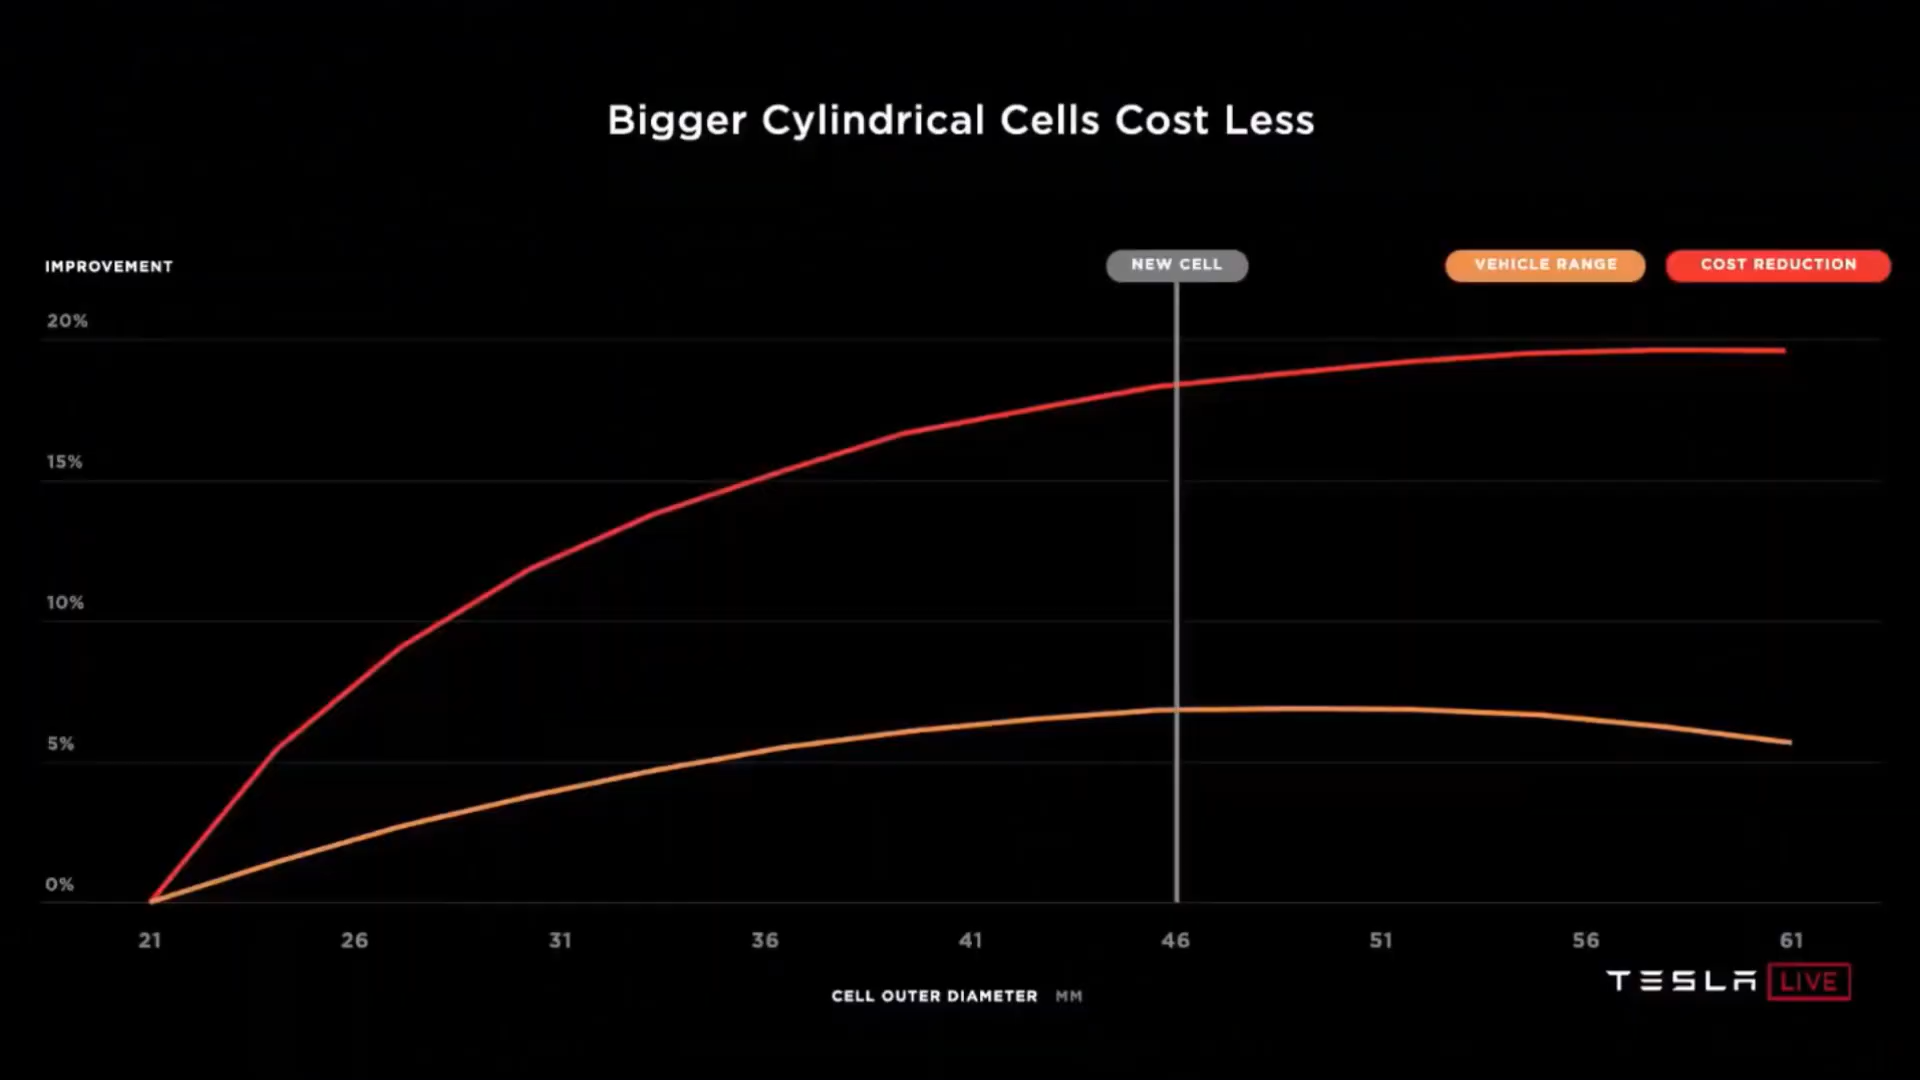 Bigger Cylindrical Cells Cost Less
IMPROVEMENT
NEW CELL
VEHICLE RANGE
COST REDUCTION
20%
15%
10%
5%
0%
21 26 31 36 41 46 51 56 61
CELL OUTER DIAMETER MM
TESLA LIVE